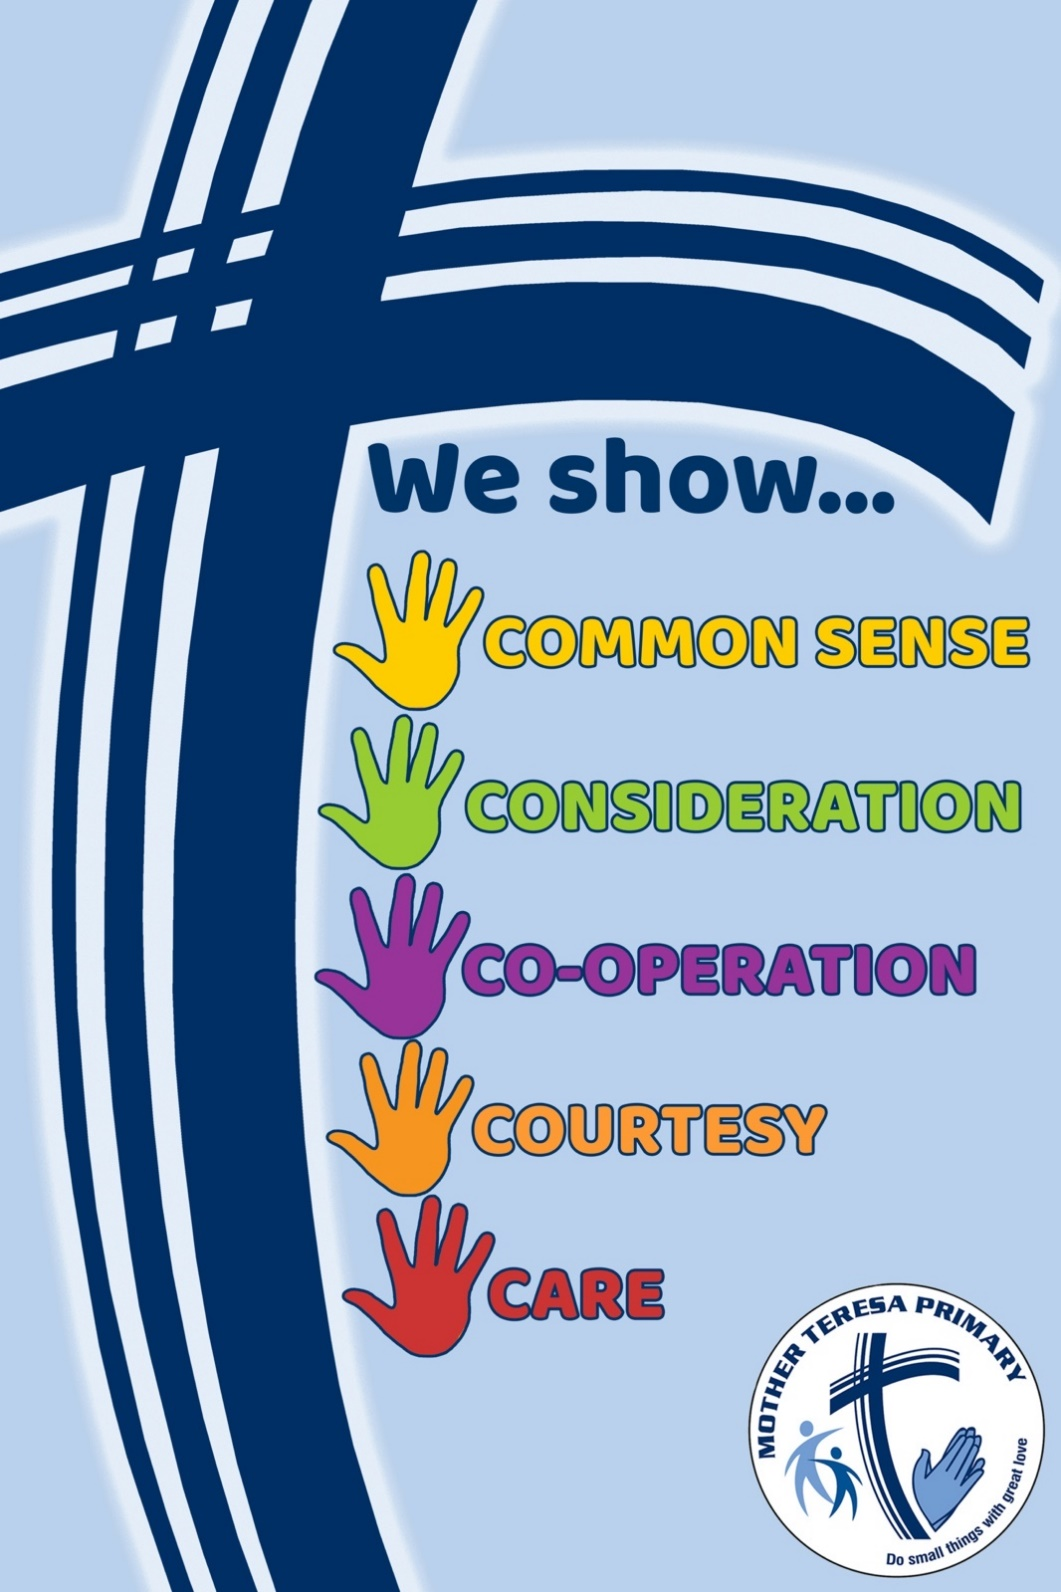 We show...
COMMON SENSE
CONSIDERATION
CO-OPERATION
COURTESY
CARE
MOTHER TERESA PRIMARY
Do small things with great love